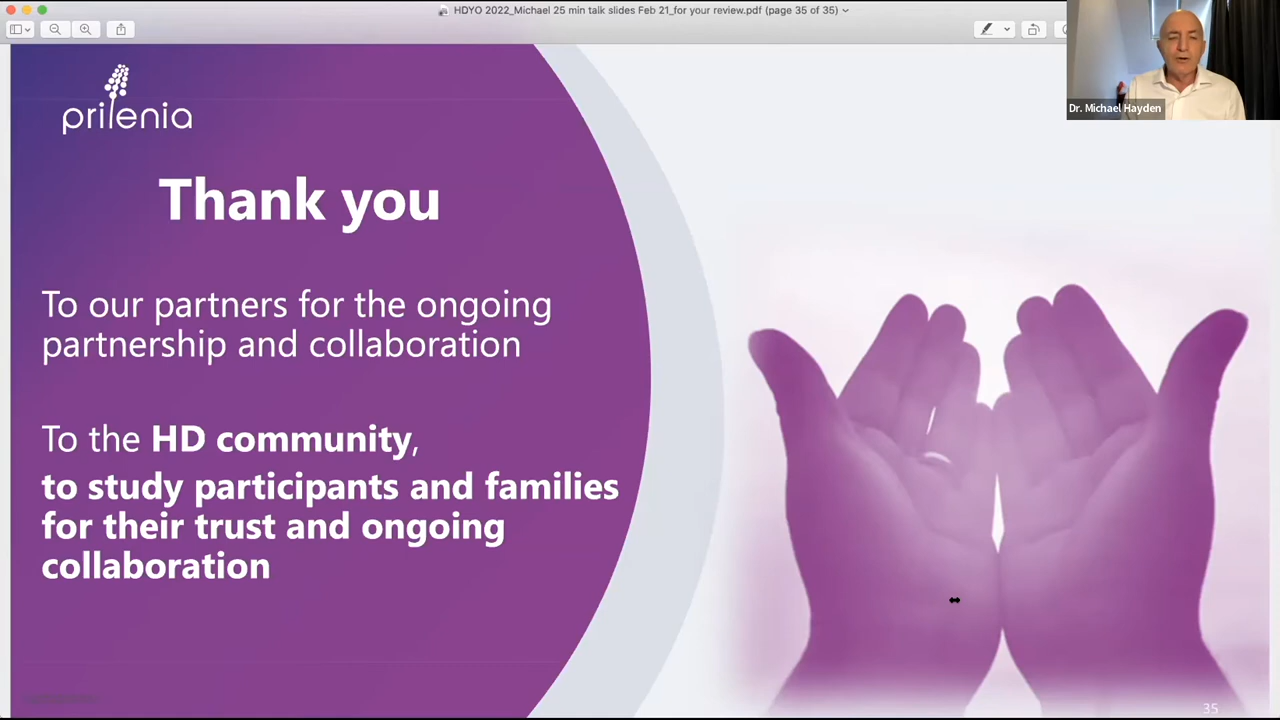 HDYO 2022_Michael 25 min talk slides Feb 21_for your review.pdf (page 35 of 35)
Dr. Michael Hayden
prilenia
Thank you
To our partners for the ongoing
partnership and collaboration
To the HD community,
to study participants and families
for their trust and ongoing
collaboration
35